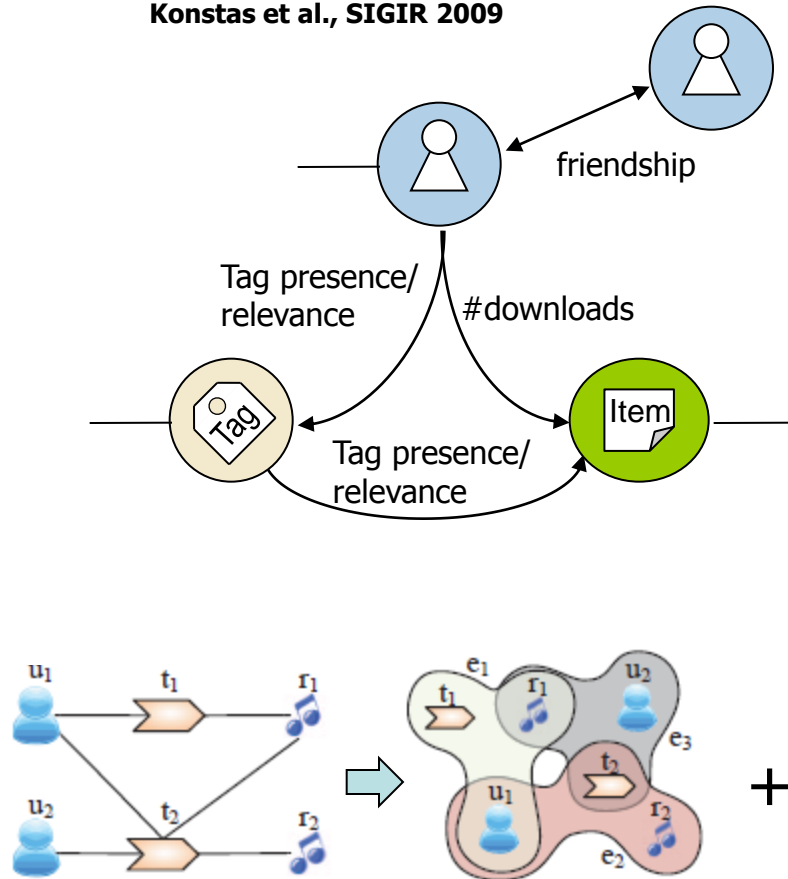 Konstas et al., SIGIR 2009
friendship
Tag presence/
relevance
#downloads
Tag
Item
Tag presence/
relevance
u1
t1
r1
u2
t2
r2
e1
t1
r1
u2
e3
t2
u1
r2
e2
+